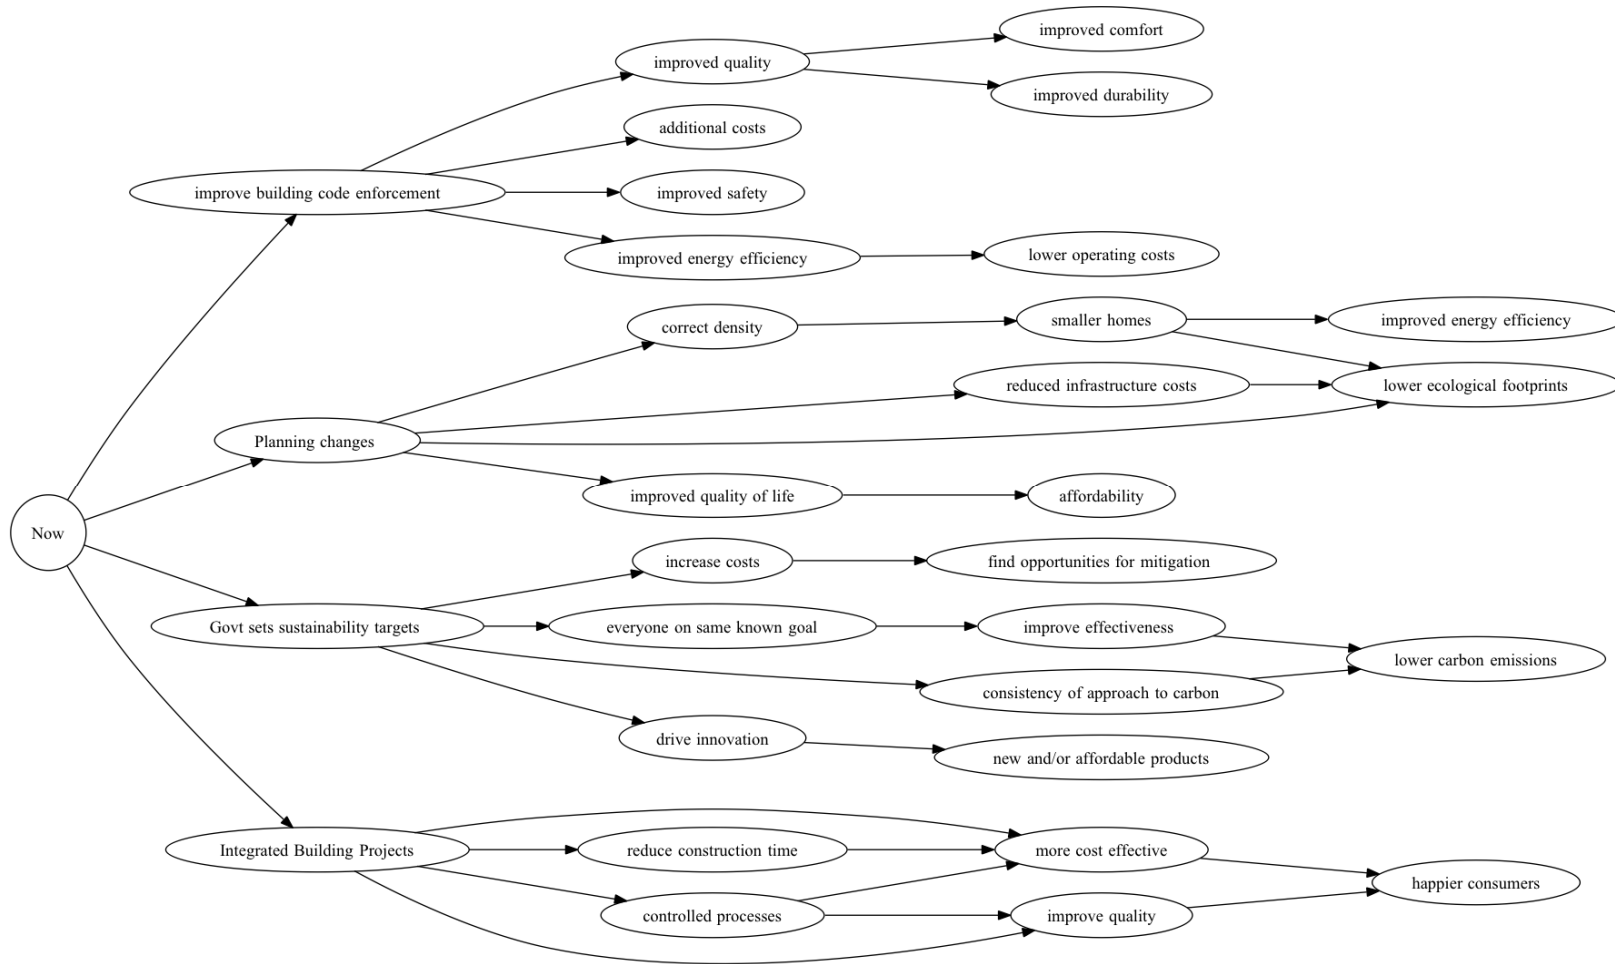 improved comfort
improved quality
improved durability
additional costs
improve building code enforcement
improved safety
improved energy efficiency
lower operating costs
correct density
smaller homes
improved energy efficiency
reduced infrastructure costs
lower ecological footprints
Planning changes
improved quality of life
affordability
Now
increase costs
find opportunities for mitigation
Govt sets sustainability targets
everyone on same known goal
improve effectiveness
lower carbon emissions
consistency of approach to carbon
drive innovation
new and/or affordable products
Integrated Building Projects
reduce construction time
more cost effective
happier consumers
controlled processes
improve quality